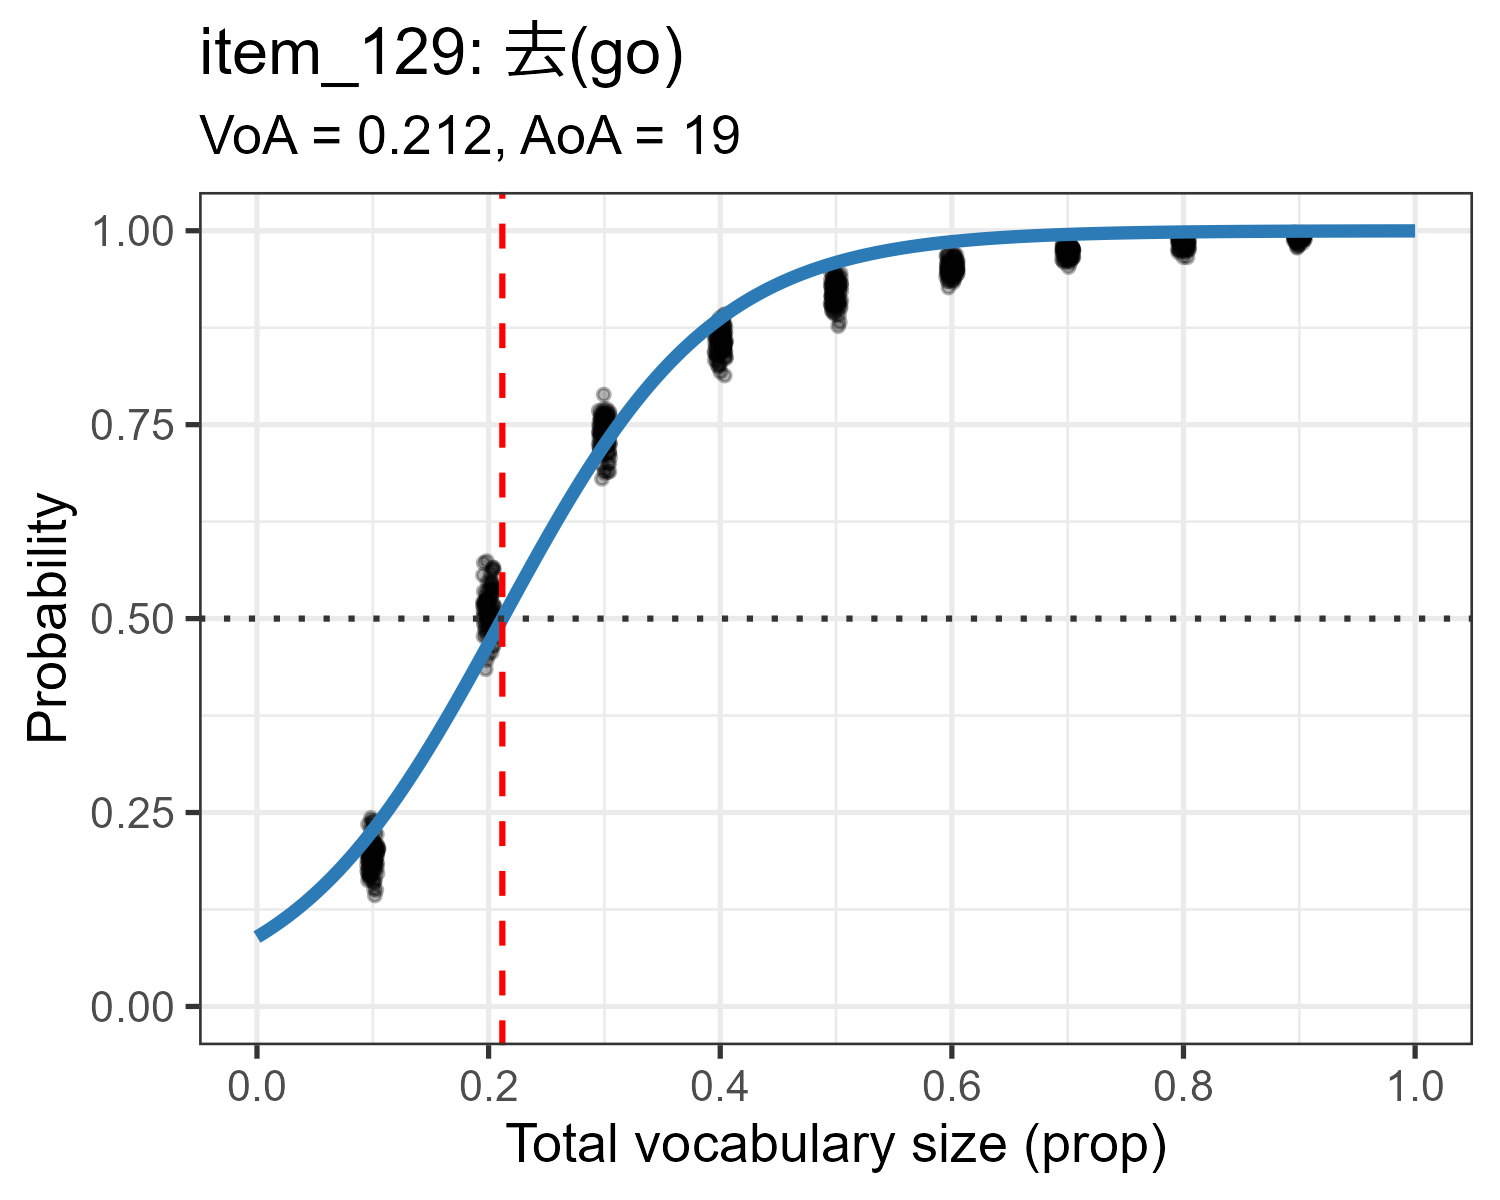 item_129: 去(go)
VoA = 0.212, AoA = 19
Probability
1.00
0.75
0.50
0.25
0.00
0.0 0.2 0.4 0.6 0.8 1.0
Total vocabulary size (prop)